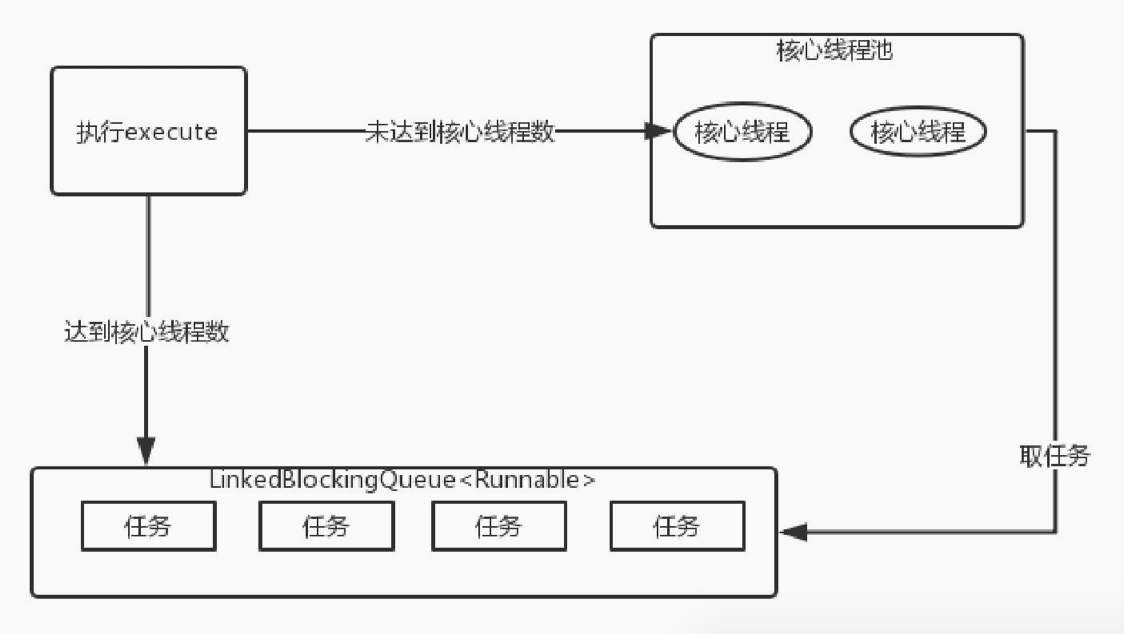 核心线程池
执行execute
未达到核心线程数
核心线程
核心线程
达到核心线程数
取任务
LinkedBlockingQueue<Runnable>
任务
任务
任务
任务